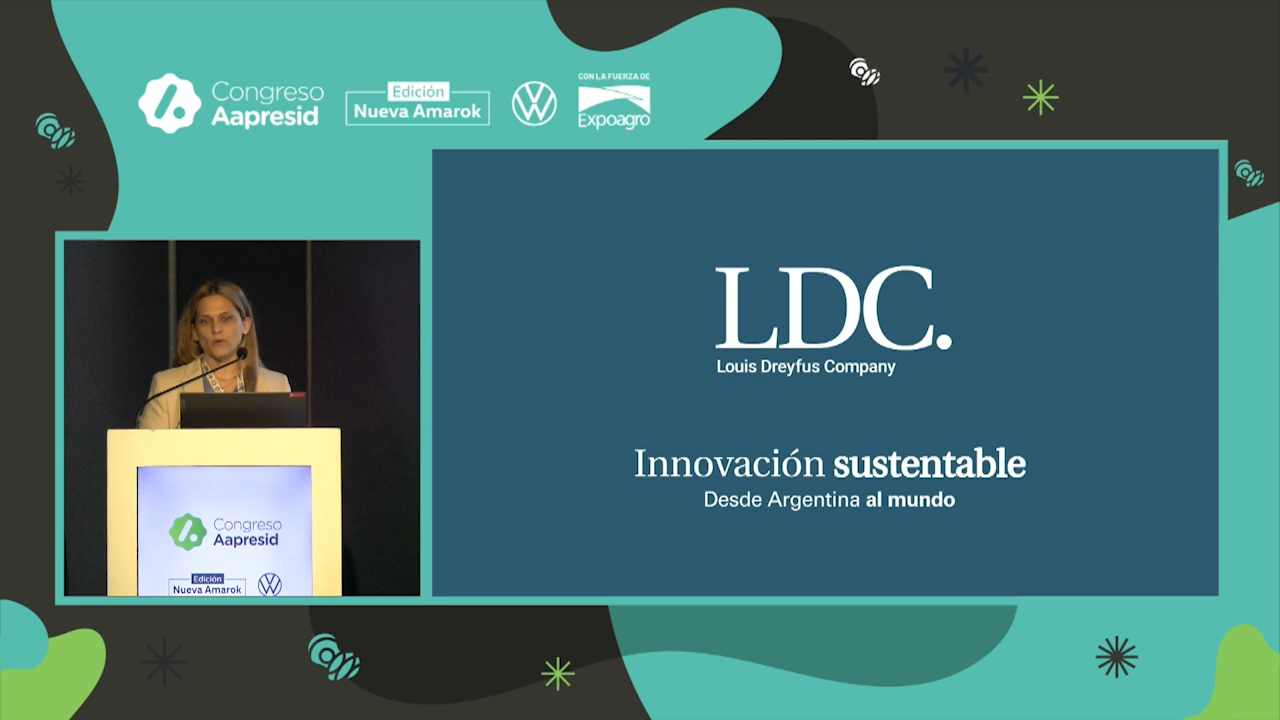 Congreso
Aapresid
Edición
Nueva Amarok
CON LA FUERZA DE
Expoagro
LDC.
Louis Dreyfus Company
Innovación sustentable
Desde Argentina al mundo
Congreso
Aapresid
Edición
Nueva Amarok